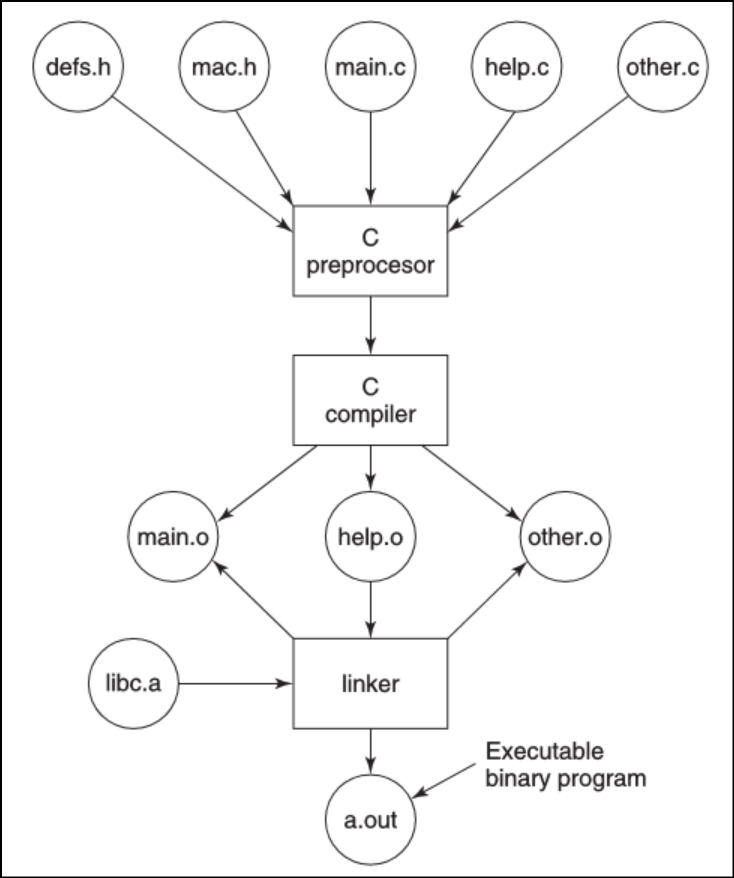 defs.h
mac.h
main.c
help.c
other.c
C
preprocesor
C
compiler
main.o
help.o
other.o
libc.a
linker
Executable
binary program
a.out